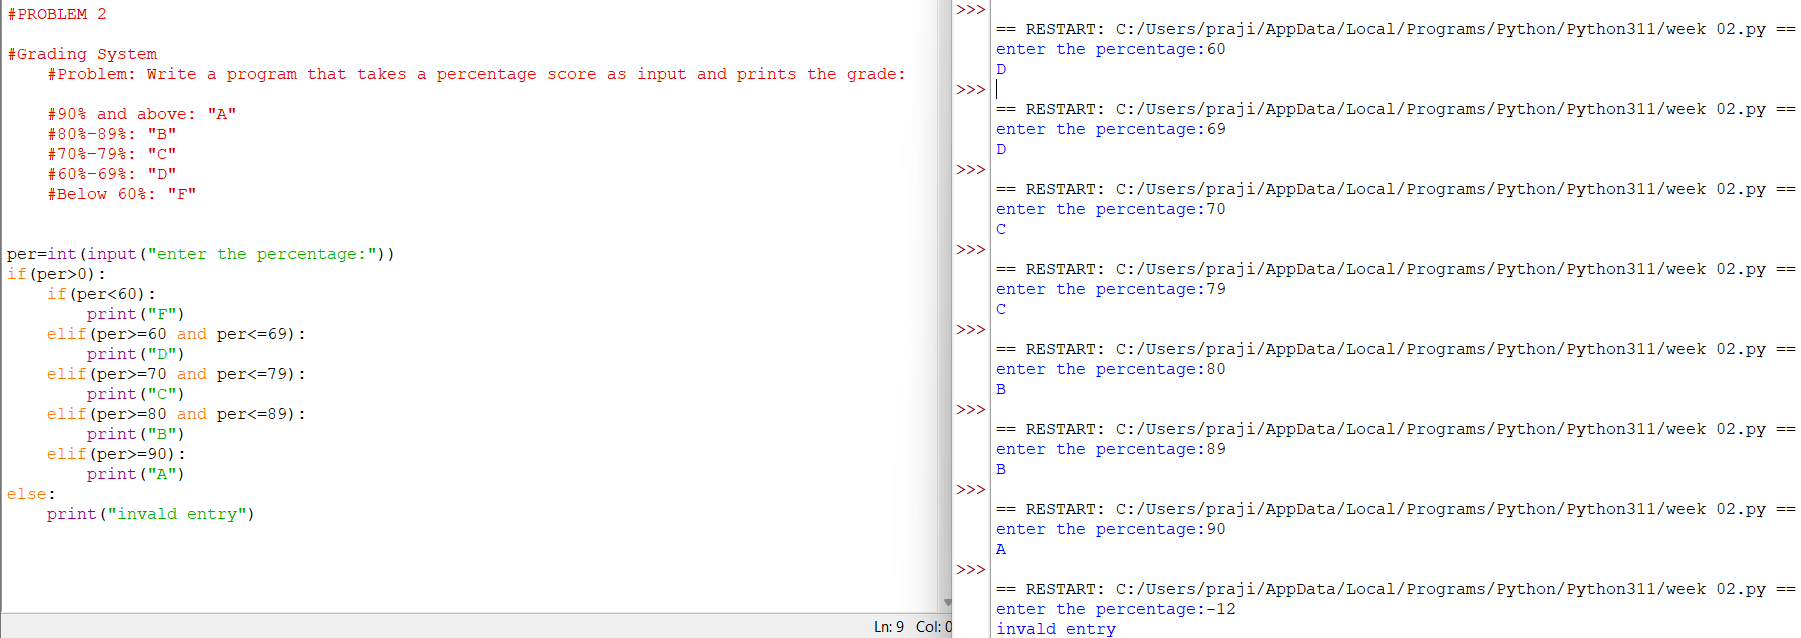 #PROBLEM 2
#Grading System
    #Problem: Write a program that takes a percentage score as input and prints the grade:
    #90% and above: "A"
    #80%-89%: "B"
    #70%-79%: "C"
    #60%-69%: "D"
    #Below 60%: "F"
per=int(input("enter the percentage:"))
if(per>0):
    if(per<60):
        print("F")
    elif(per>=60 and per<=69):
        print("D")
    elif(per>=70 and per<=79):
        print("C")
    elif(per>=80 and per<=89):
        print("B")
    elif(per>=90):
        print("A")
else:
    print("invald entry")
Ln: 9 Col: 0
>>>
== RESTART: C:/Users/praji/AppData/Local/Programs/Python/Python311/week 02.py ==
enter the percentage:60
D
>>>
== RESTART: C:/Users/praji/AppData/Local/Programs/Python/Python311/week 02.py ==
enter the percentage:69
D
>>>
== RESTART: C:/Users/praji/AppData/Local/Programs/Python/Python311/week 02.py ==
enter the percentage:70
C
>>>
== RESTART: C:/Users/praji/AppData/Local/Programs/Python/Python311/week 02.py ==
enter the percentage:79
C
>>>
== RESTART: C:/Users/praji/AppData/Local/Programs/Python/Python311/week 02.py ==
enter the percentage:80
B
>>>
== RESTART: C:/Users/praji/AppData/Local/Programs/Python/Python311/week 02.py ==
enter the percentage:89
B
>>>
== RESTART: C:/Users/praji/AppData/Local/Programs/Python/Python311/week 02.py ==
enter the percentage:90
A
>>>
== RESTART: C:/Users/praji/AppData/Local/Programs/Python/Python311/week 02.py ==
enter the percentage:-12
invald entry